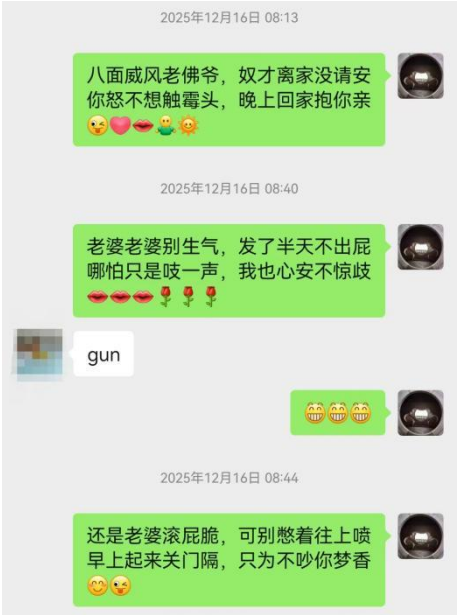 2025年12月16日 08:13
八面威风老佛爷，奴才离家没请安
你怒不想触霉头，晚上回家抱你亲
😜💗👄🤷☀️
2025年12月16日 08:40
老婆老婆别生气，发了半天不出屁
哪怕只是吱一声，我也心安不惊歧
👄👄👄🌹🌹🌹
gun
😁😁😁
2025年12月16日 08:44
还是老婆滚屁脆，可别憋着往上喷
早上起来关门隔，只为不吵你梦香
😊😜